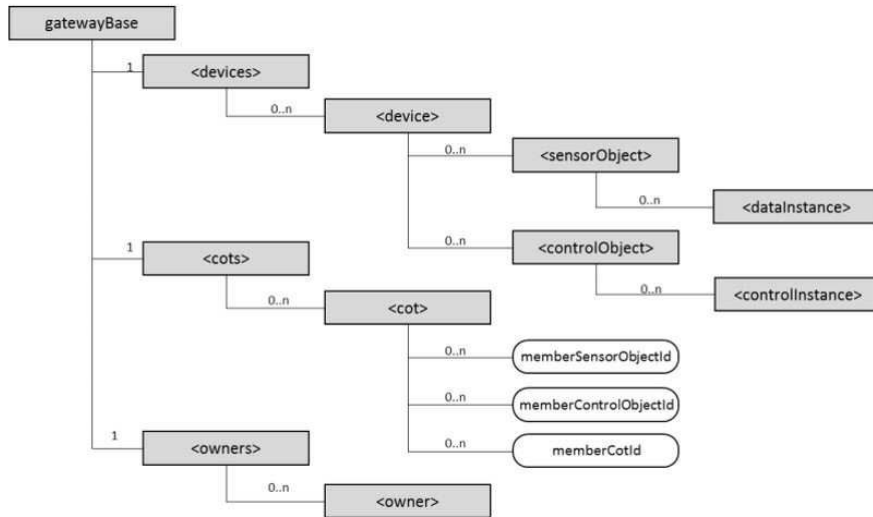 gatewayBase
1
<devices>
0..n
<device>
0..n
<sensorObject>
0..n
<dataInstance>
0..n
<controlObject>
0..n
<controlInstance>
1
<cots>
0..n
<cot>
0..n
memberSensorObjectId
0..n
memberControlObjectId
0..n
memberCotId
1
<owners>
0..n
<owner>